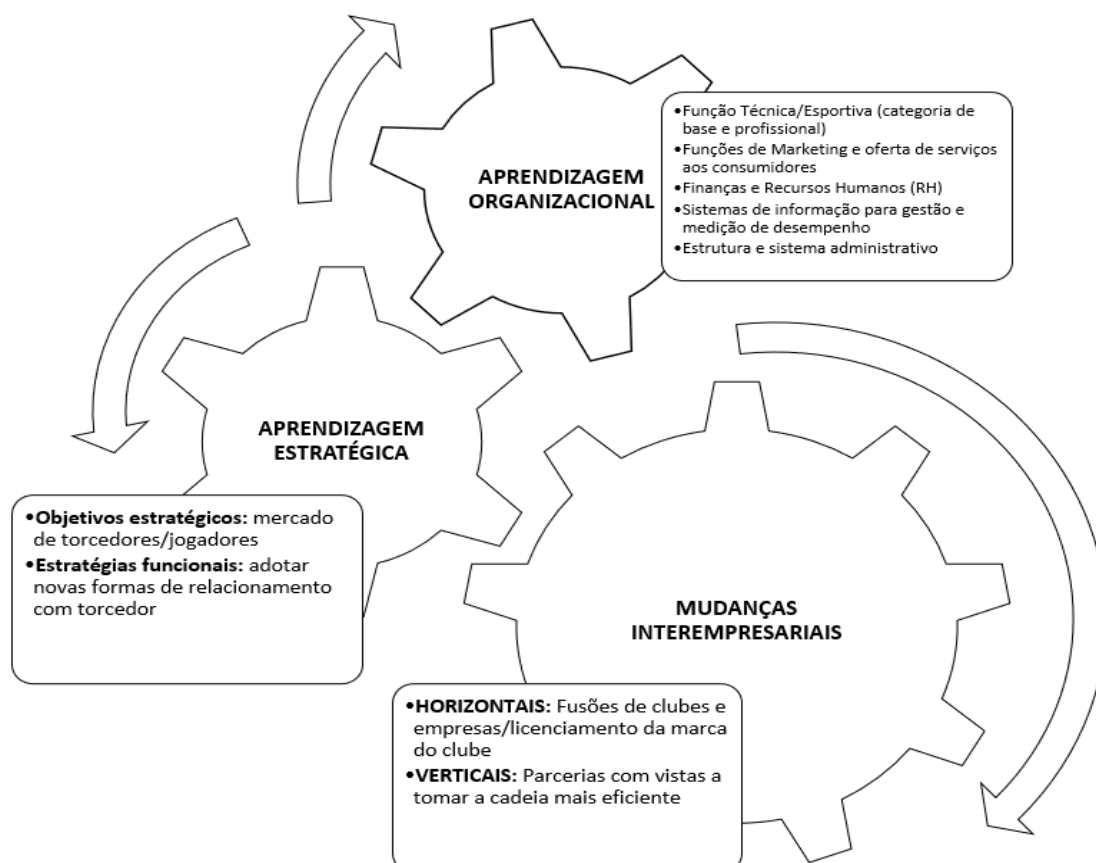 APRENDIZAGEM
ORGANIZACIONAL
•Função Técnica/Esportiva (categoria de
base e profissional)
•Funções de Marketing e oferta de serviços
aos consumidores
•Finanças e Recursos Humanos (RH)
•Sistemas de informação para gestão e
medição de desempenho
•Estrutura e sistema administrativo
APRENDIZAGEM
ESTRATÉGICA
•Objetivos estratégicos: mercado
de torcedores/jogadores
•Estratégias funcionais: adotar
novas formas de relacionamento
com torcedor
MUDANÇAS
INTEREMPRESARIAIS
•HORIZONTAIS: Fusões de clubes e
empresas/licenciamento da marca
do clube
•VERTICAIS: Parcerias com vistas a
tomar a cadeia mais eficiente